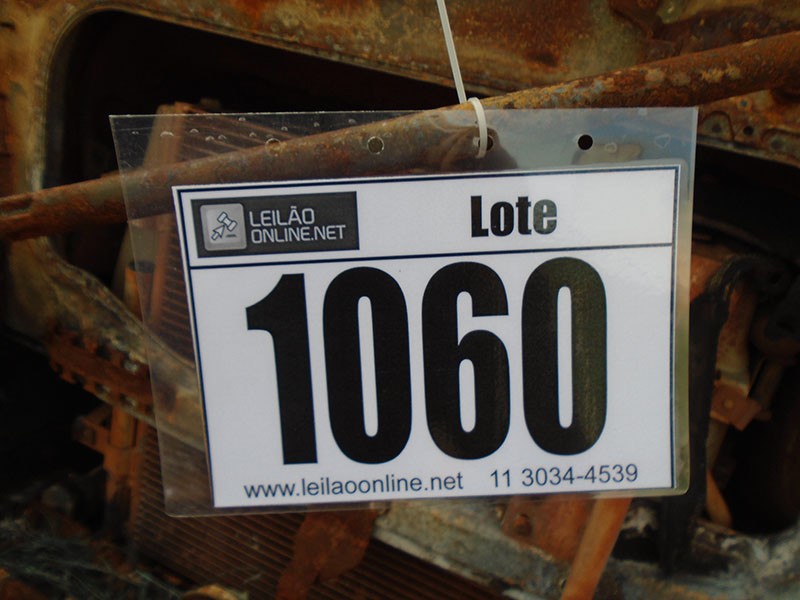 LEILÃO
ONLINE.NET
Lote
1060
www.leilaoonline.net 11 3034-4539